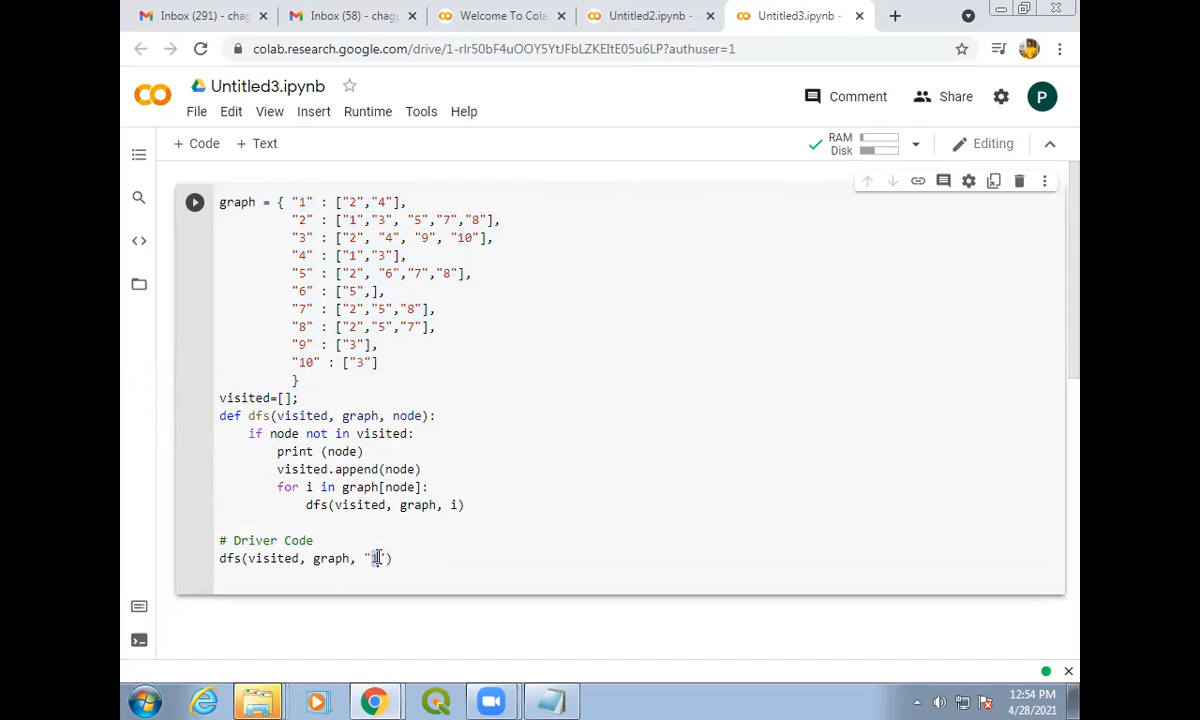 Inbox (291) - chag
Inbox (58) - chagp
Welcome To Cola
Untitled2.ipynb -
Untitled3.ipynb -
colab.research.google.com/drive/1-rIr50bF4uOOY5YtJFbLZKEItE05u6LP?authuser=1
Untitled3.ipynb
File Edit View Insert Runtime Tools Help
Comment
Share
P
+ Code + Text
RAM
Disk
Editing
graph = { "1" : ["2","4"],
"2" : ["1","3", "5","7","8"],
"3" : ["2", "4", "9", "10"],
"4" : ["1","3"],
"5" : ["2", "6","7","8"],
"6" : ["5",],
"7" : ["2","5","8"],
"8" : ["2","5","7"],
"9" : ["3"],
"10" : ["3"]
}
visited=[];
def dfs(visited, graph, node):
if node not in visited:
print (node)
visited.append(node)
for i in graph[node]:
dfs(visited, graph, i)
# Driver Code
dfs(visited, graph, "1")
12:54 PM
4/28/2021